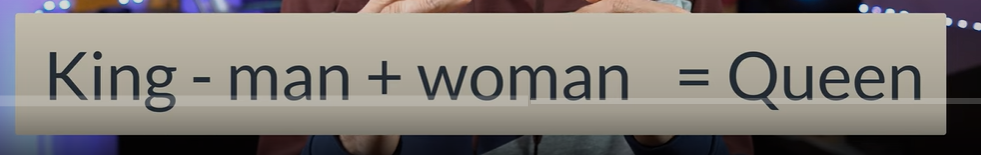 King - man + woman = Queen